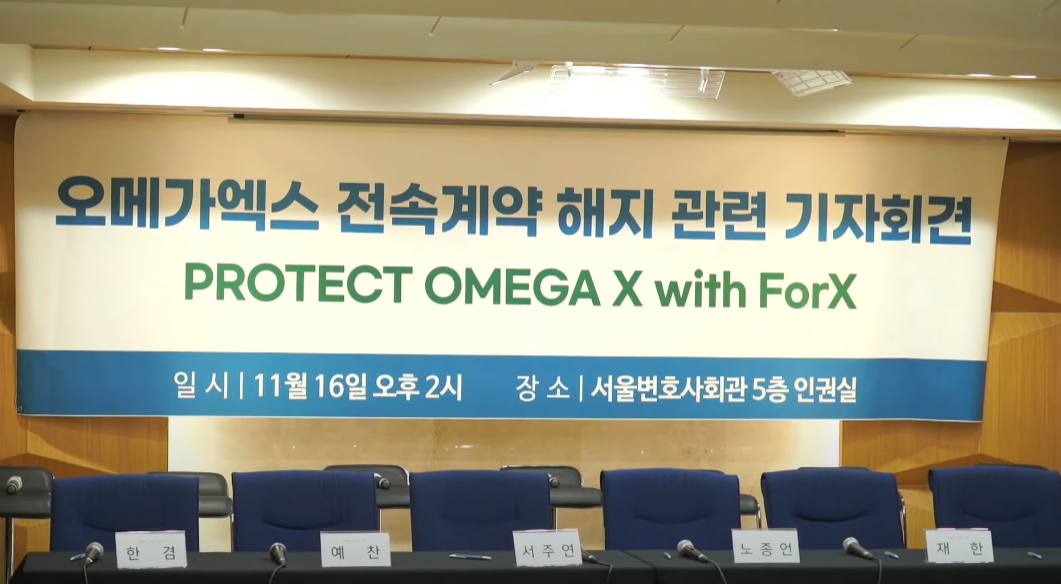 오메가엑스 전속계약 해지 관련 기자회견
PROTECT OMEGA X with ForX
일 시 | 11월 16일 오후 2시 장 소 | 서울변호사회관 5층 인권실
한 겸
예 찬
서 주 연
노 종 언
재 한